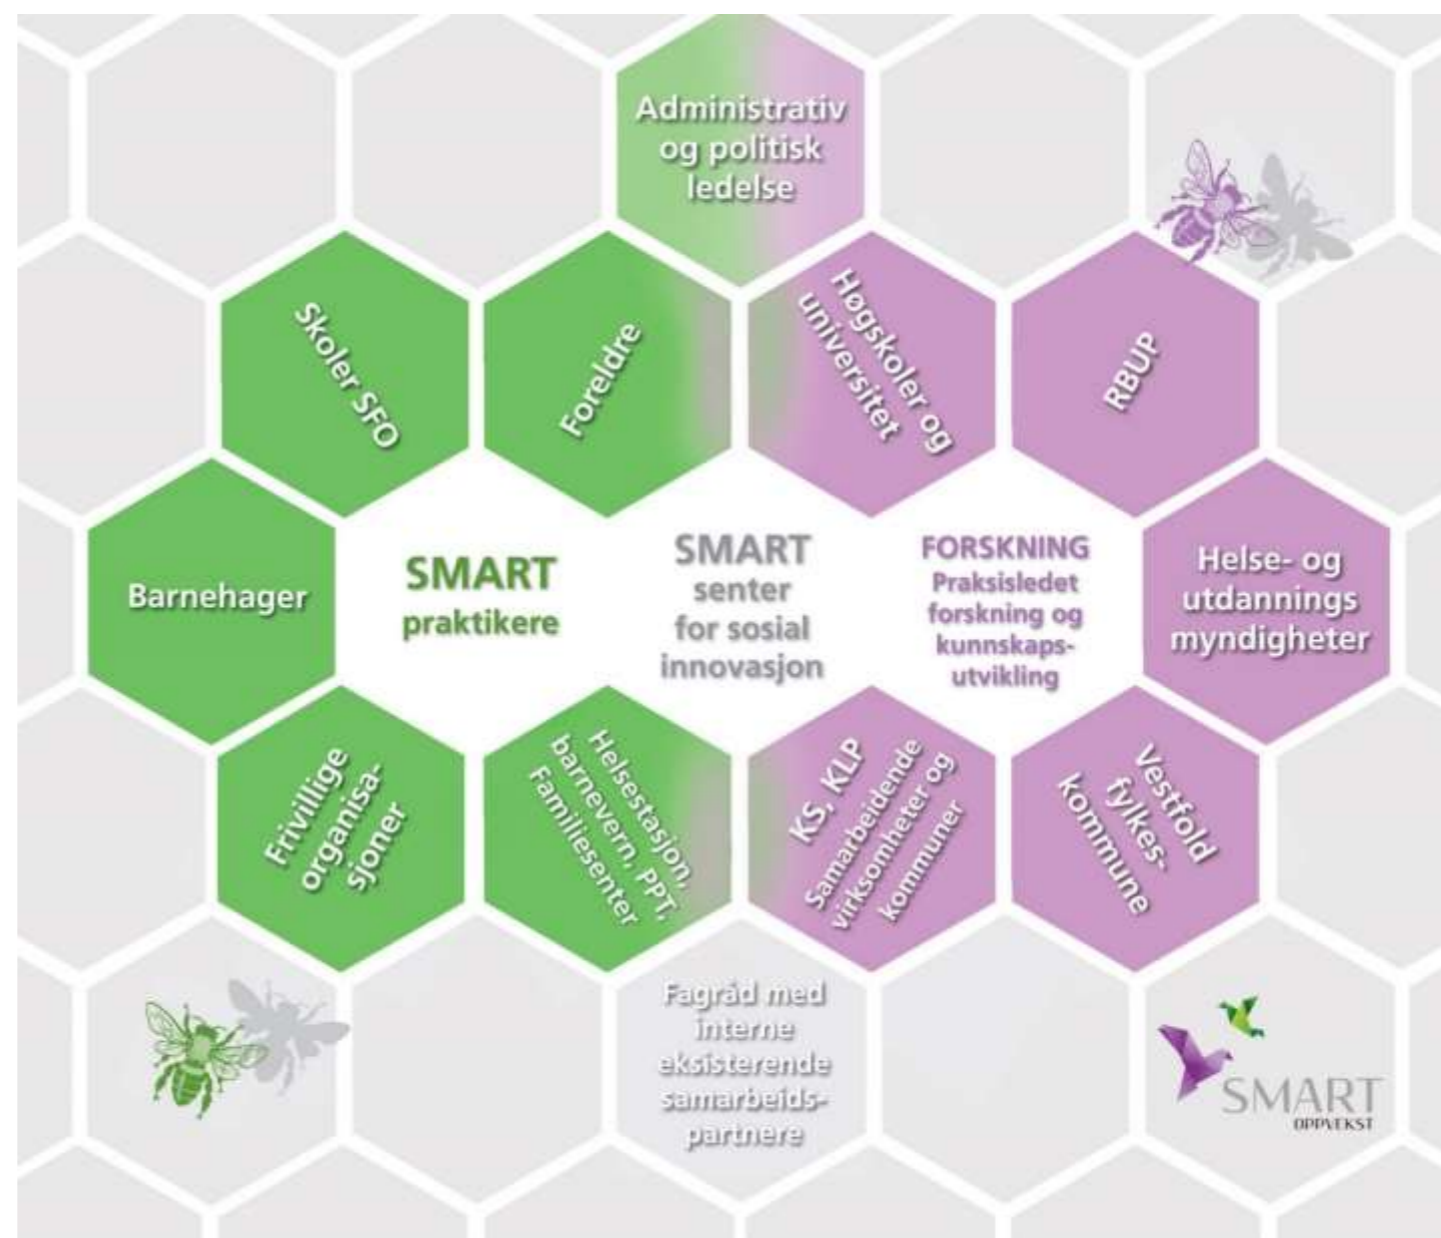 Administrativ
og politisk
ledelse
Skoler SFO
Foreldre
Høgskoler og
universitet
RBUP
Barnehager
SMART
praktikere
SMART
senter
for sosial
innovasjon
FORSKNING
Praksisledet
forskning og
kunnskaps-
utvikling
Helse- og
utdannings
myndigheter
Frivillige
organisa-
sjoner
Helsestasjon,
barnevern, PPT,
Familiesenter
KS, KLP
Samarbeidende
virksomheter og
kommuner
Vestfold
fylkes-
kommune
Fagråd med
interne
eksisterende
samarbeids-
partnere
SMART
OPPVEKST